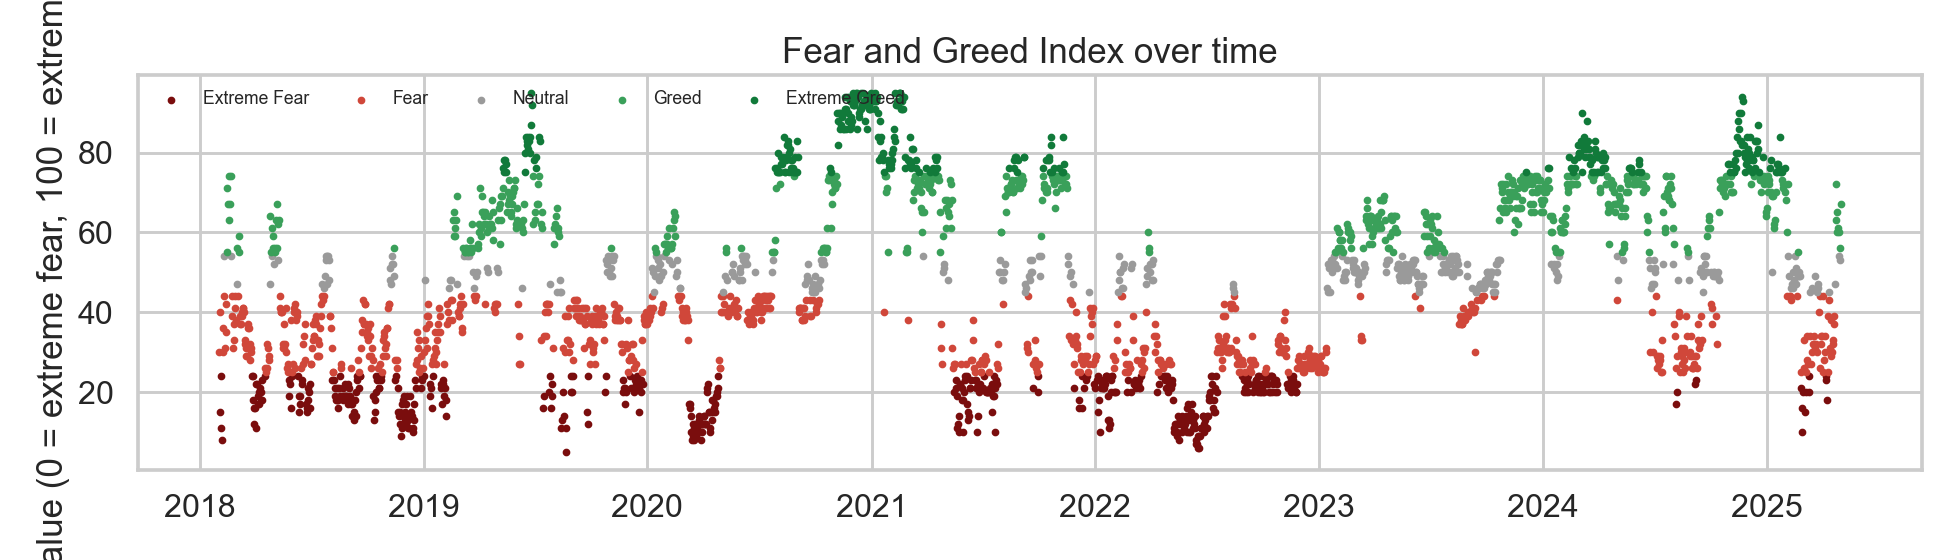 Fear and Greed Index over time
alue (0 = extreme fear, 100 = extrem
Extreme Fear Fear Neutral Greed Extreme Greed
80
60
40
20
2018 2019 2020 2021 2022 2023 2024 2025